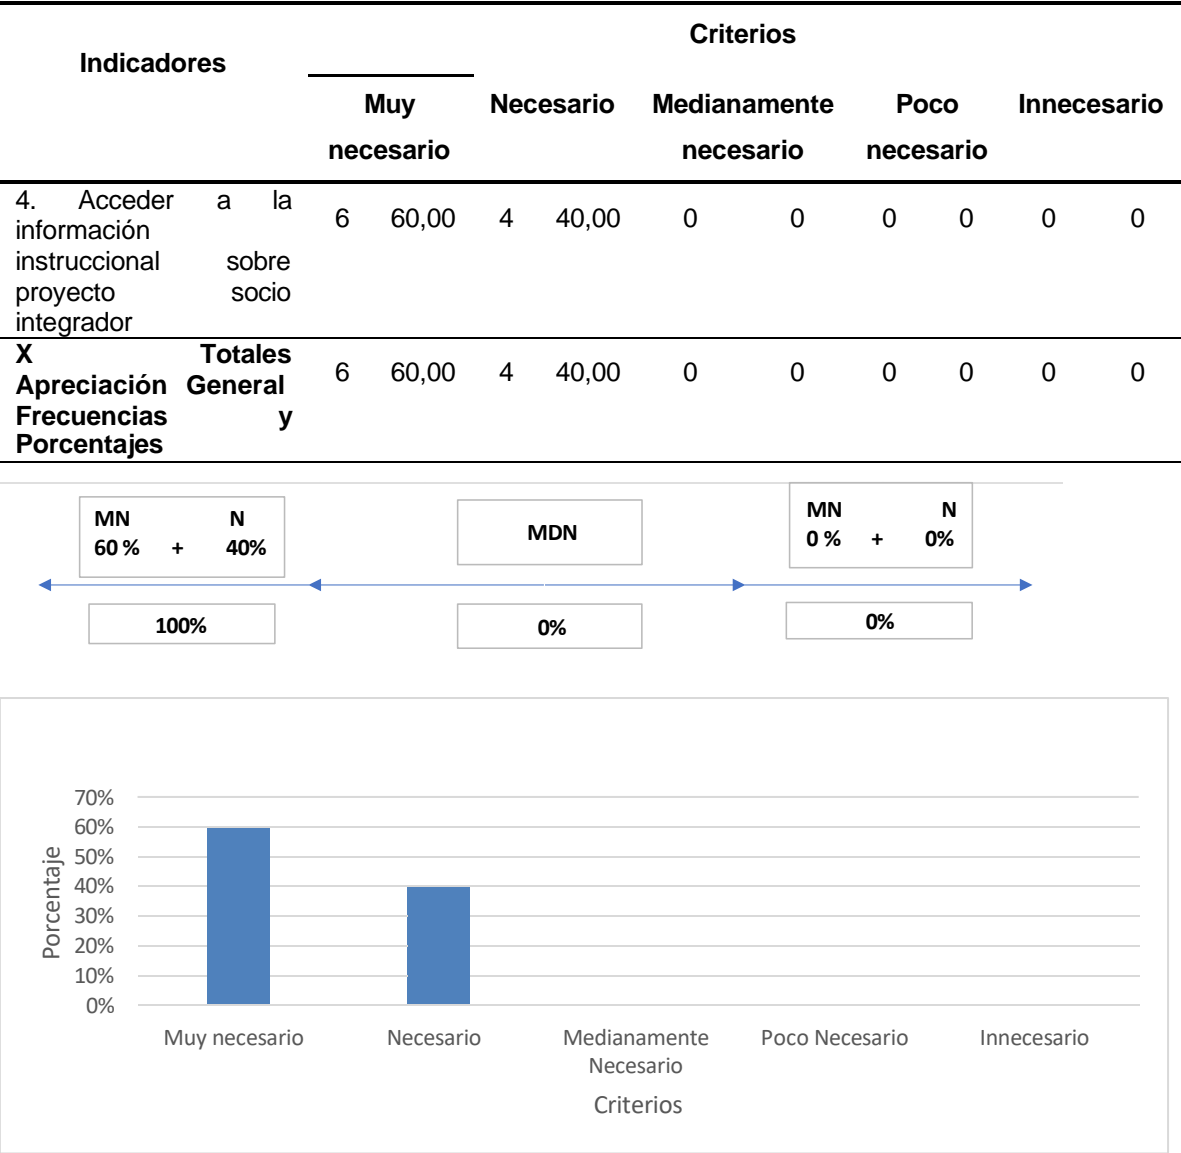 Indicadores
Criterios
Muy necesario
Necesario
Medianamente necesario
Poco necesario
Innecesario
4. Acceder a la
información
instruccional sobre
proyecto socio
integrador
6 60,00 4 40,00 0 0 0 0 0 0
X Totales
Apreciación General
Frecuencias y
Porcentajes
6 60,00 4 40,00 0 0 0 0 0 0
MN N
60 % + 40%
MDN
MN N
0 % + 0%
100%
0%
0%
Porcentaje
70%
60%
50%
40%
30%
20%
10%
0%
Muy necesario
Necesario
Medianamente
Necesario
Poco Necesario
Innecesario
Criterios